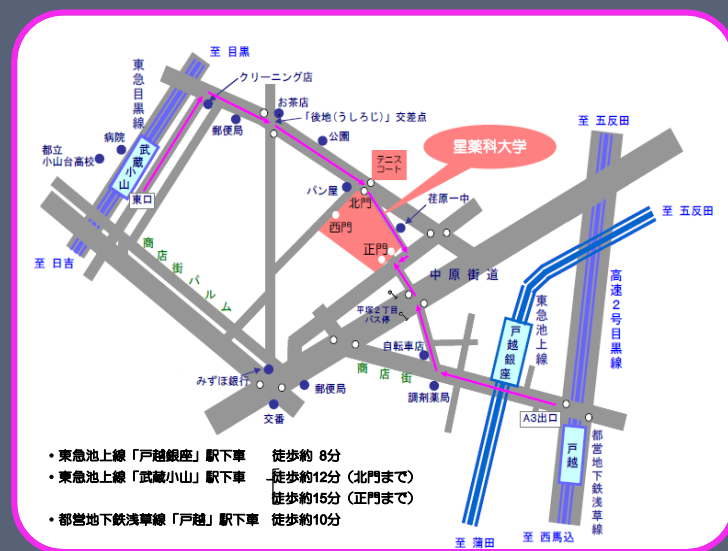 至 目黒
東急目黒線
クリーニング店
お茶店
「後地(うしろじ)」交差点
郵便局
公園
病院
都立
小山台高校
武蔵小山
東口
至 日吉
商店街パルム
テニス
コート
星薬科大学
パン屋
北門
西門
正門
荏原一中
至 五反田
至 五反田
中原街道
平塚2丁目
バス停
東急池上線
高速2号目黒線
戸越銀座
自転車店
商店街
調剤薬局
みずほ銀行
郵便局
交番
A3出口
戸越
都営地下鉄浅草線
至 蒲田
至 西馬込
・東急池上線「戸越銀座」駅下車 徒歩約 8分
・東急池上線「武蔵小山」駅下車 徒歩約12分（北門まで）
徒歩約15分（正門まで）
・都営地下鉄浅草線「戸越」駅下車 徒歩約10分